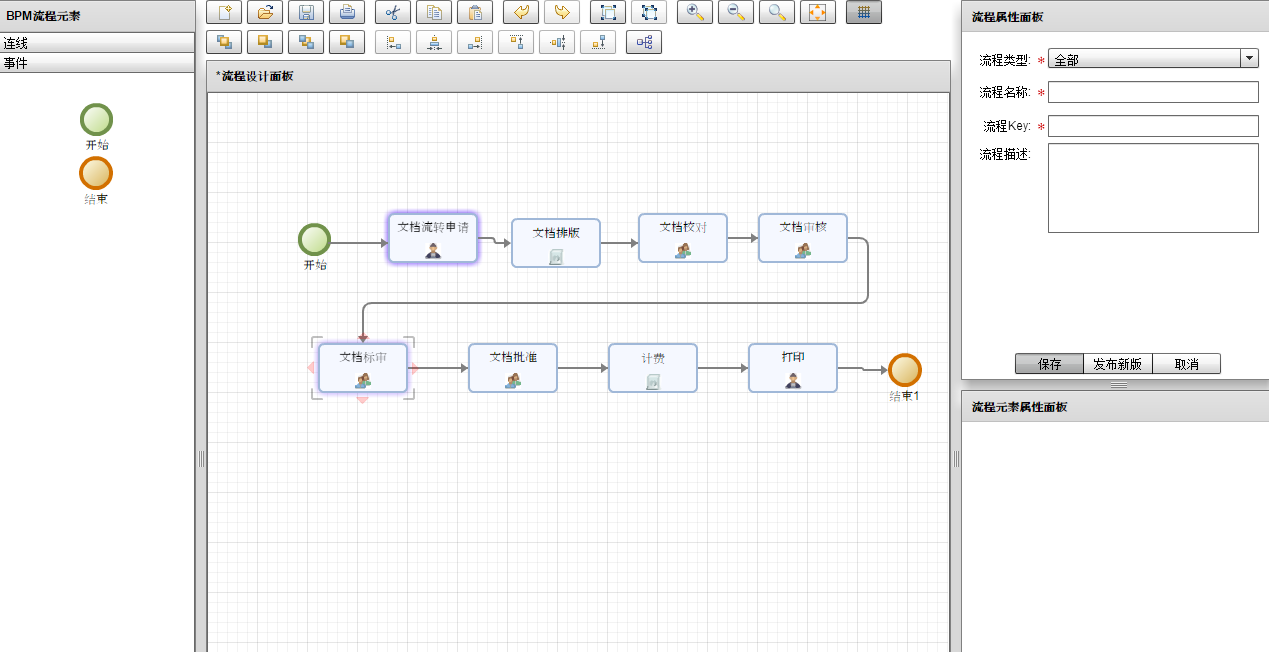 BPM流程元素
连线
事件
开始
结束
*流程设计面板
开始
文档流转申请
文档排版
文档校对
文档审核
文档标审
文档批准
计费
打印
结束1
流程属性面板
流程类型: * 全部
流程名称: *
流程Key: *
流程描述:
保存 发布新版 取消
流程元素属性面板